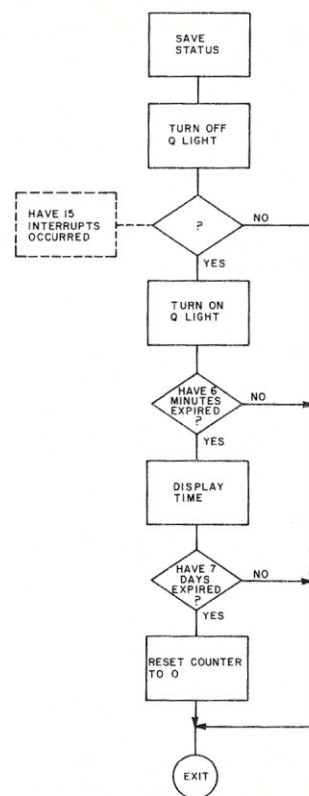 SAVE
STATUS
TURN OFF
Q LIGHT
HAVE 15
INTERRUPTS
OCCURRED
?
NO
YES
TURN ON
Q LIGHT
HAVE 6
MINUTES
EXPIRED
?
NO
YES
DISPLAY
TIME
HAVE 7
DAYS
EXPIRED
?
NO
YES
RESET COUNTER
TO 0
EXIT